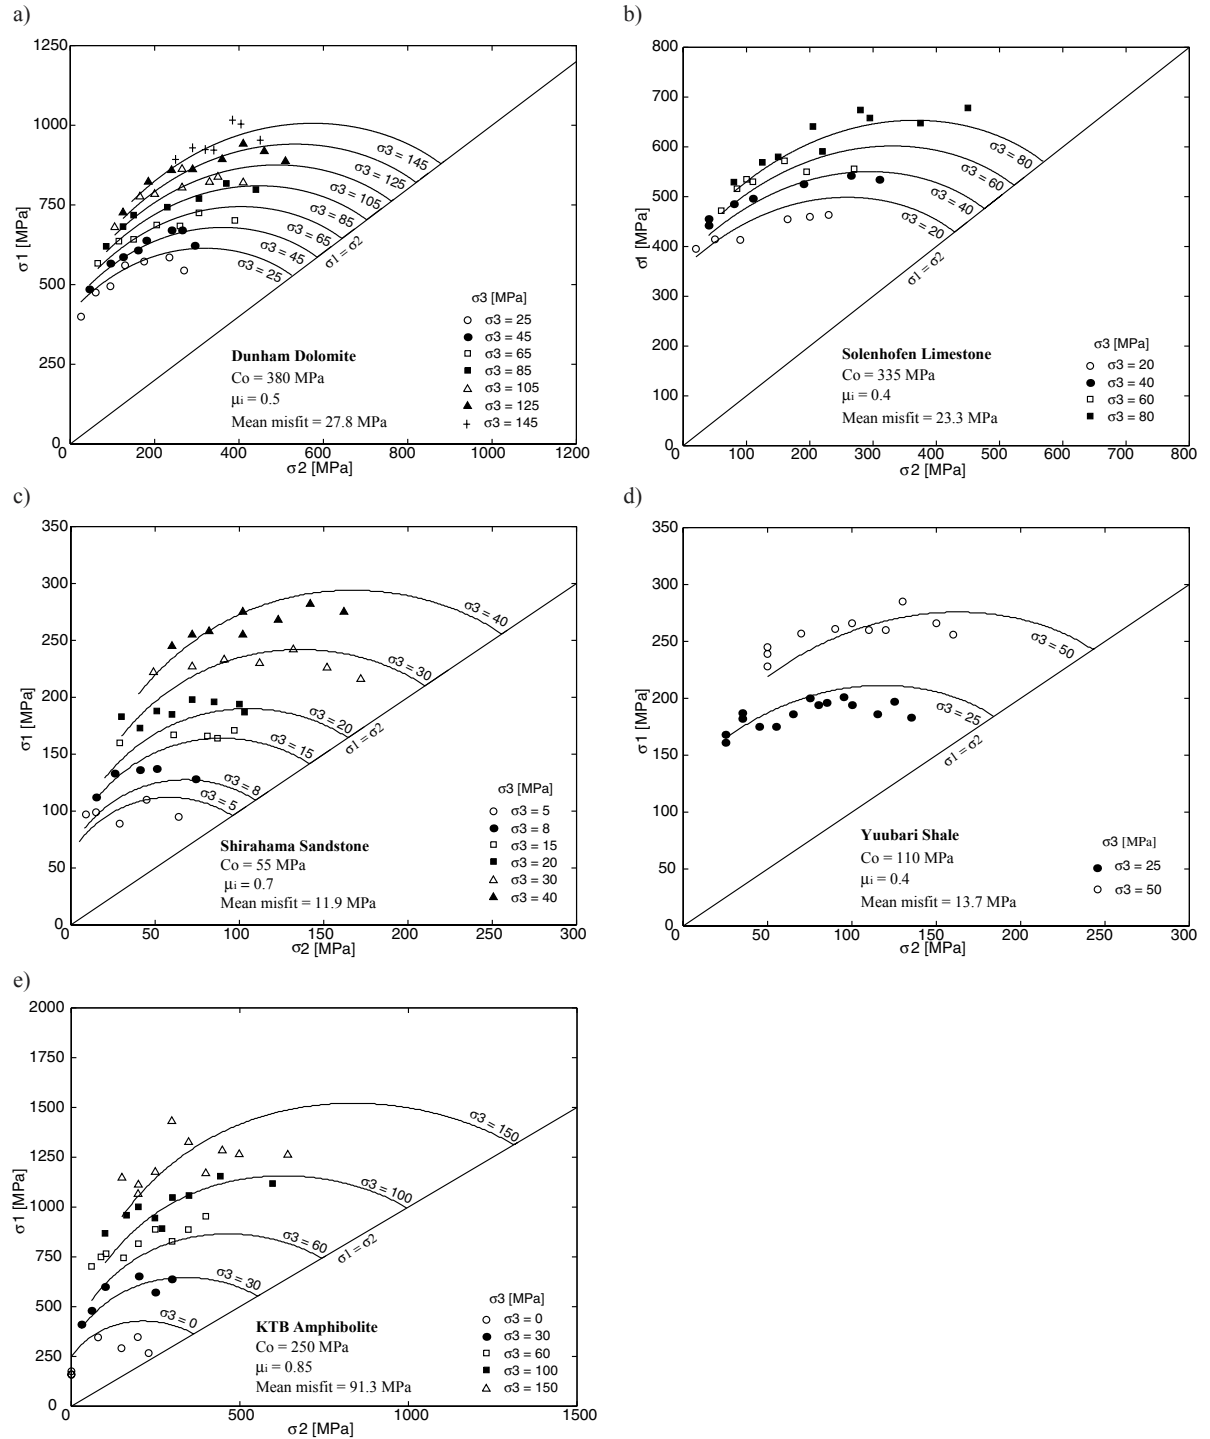 a)
1250
1000
750
500
250
0
σ1 [MPa]
0 200 400 600 800 1000 1200
σ2 [MPa]
σ3 = 145
σ3 = 125
σ3 = 105
σ3 = 85
σ3 = 65
σ3 = 45
σ3 = 25
σ1 = σ2
Dunham Dolomite
Co = 380 MPa
μi = 0.5
Mean misfit = 27.8 MPa
σ3 [MPa]
σ3 = 25
σ3 = 45
σ3 = 65
σ3 = 85
σ3 = 105
σ3 = 125
σ3 = 145
b)
800
700
600
500
400
300
200
100
0
σ1 [MPa]
0 100 200 300 400 500 600 700 800
σ2 [MPa]
σ3 = 80
σ3 = 60
σ3 = 40
σ3 = 20
σ1 = σ2
Solenhofen Limestone
Co = 335 MPa
μi = 0.4
Mean misfit = 23.3 MPa
σ3 [MPa]
σ3 = 20
σ3 = 40
σ3 = 60
σ3 = 80
c)
350
300
250
200
150
100
50
0
σ1 [MPa]
0 50 100 150 200 250 300
σ2 [MPa]
σ3 = 40
σ3 = 30
σ3 = 20
σ3 = 15
σ3 = 8
σ3 = 5
σ1 = σ2
Shirahama Sandstone
Co = 55 MPa
μi = 0.7
Mean misfit = 11.9 MPa
σ3 [MPa]
σ3 = 5
σ3 = 8
σ3 = 15
σ3 = 20
σ3 = 30
σ3 = 40
d)
350
300
250
200
150
100
50
0
σ1 [MPa]
0 50 100 150 200 250 300
σ2 [MPa]
σ3 = 50
σ3 = 25
σ1 = σ2
Yuubari Shale
Co = 110 MPa
μi = 0.4
Mean misfit = 13.7 MPa
σ3 [MPa]
σ3 = 25
σ3 = 50
e)
2000
1750
1500
1250
1000
750
500
250
0
σ1 [MPa]
0 500 1000 1500
σ2 [MPa]
σ3 = 150
σ3 = 100
σ3 = 60
σ3 = 30
σ3 = 0
σ1 = σ2
KTB Amphibolite
Co = 250 MPa
μi = 0.85
Mean misfit = 91.3 MPa
σ3 [MPa]
σ3 = 0
σ3 = 30
σ3 = 60
σ3 = 100
σ3 = 150